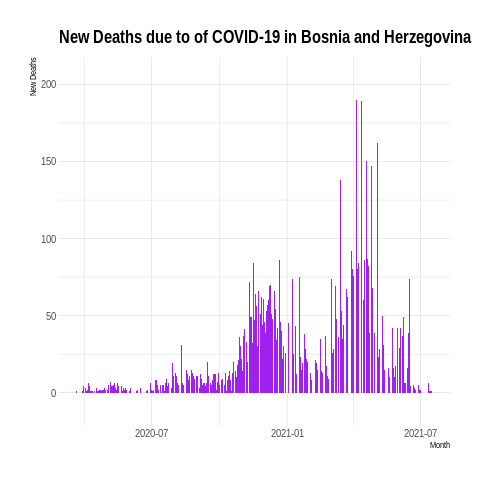 New Deaths due to of COVID-19 in Bosnia and Herzegovina
New Deaths
200
150
100
50
0
2020-07 2021-01 2021-07
Month